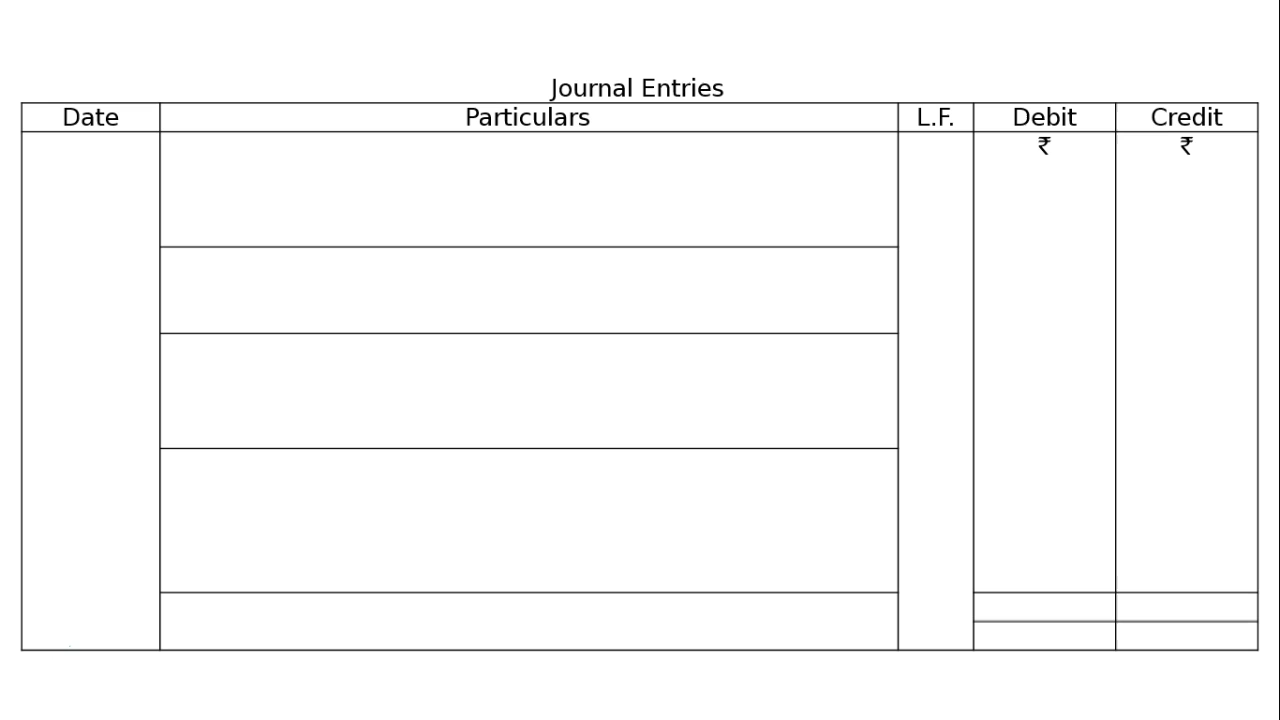 Journal Entries
Date Particulars L.F. Debit Credit
₹ ₹